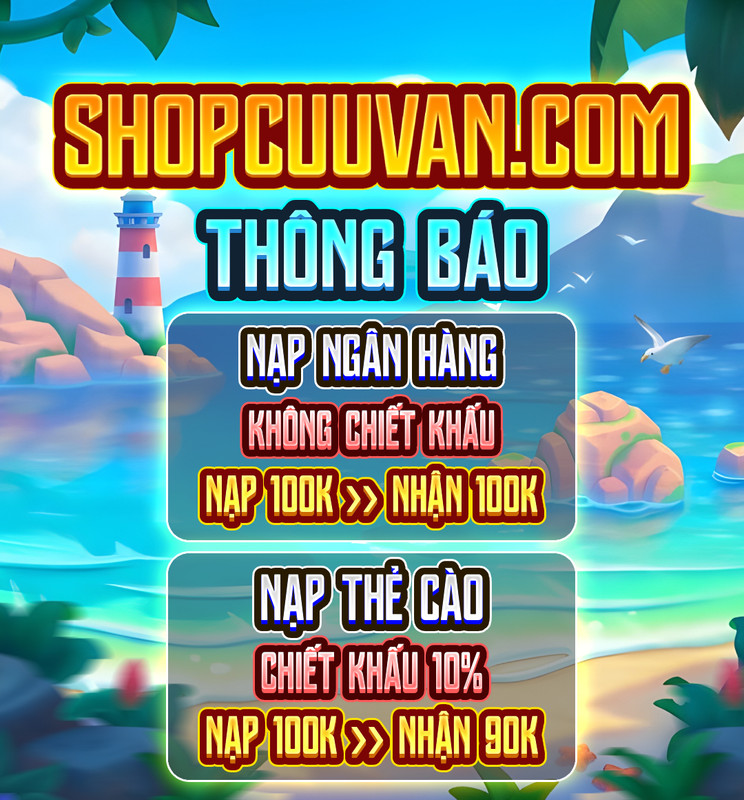 SHOPCUUVAN.COM
THÔNG BÁO
NẠP NGÂN HÀNG
KHÔNG CHIẾT KHẤU
NẠP 100K >> NHẬN 100K
NẠP THẺ CÀO
CHIẾT KHẤU 10%
NẠP 100K >> NHẬN 90K